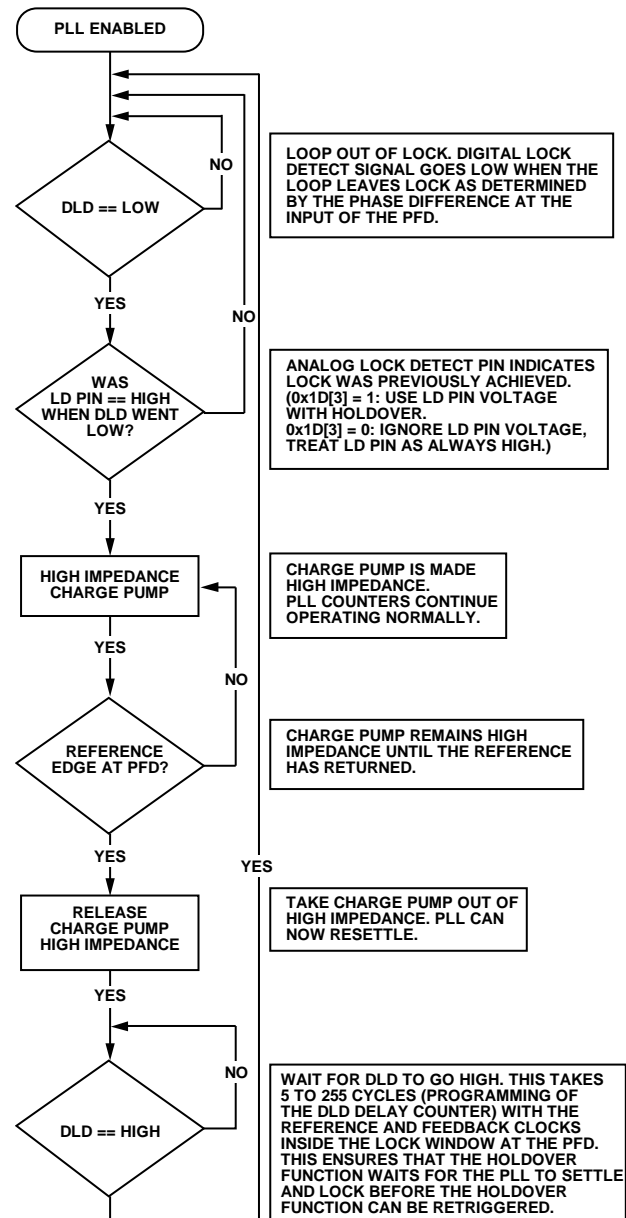 PLL ENABLED
NO
DLD == LOW
LOOP OUT OF LOCK. DIGITAL LOCK
DETECT SIGNAL GOES LOW WHEN THE
LOOP LEAVES LOCK AS DETERMINED
BY THE PHASE DIFFERENCE AT THE
INPUT OF THE PFD.
YES
NO
WAS
LD PIN == HIGH
WHEN DLD WENT
LOW?
ANALOG LOCK DETECT PIN INDICATES
LOCK WAS PREVIOUSLY ACHIEVED.
(0x1D[3] = 1: USE LD PIN VOLTAGE
WITH HOLDOVER.
0x1D[3] = 0: IGNORE LD PIN VOLTAGE,
TREAT LD PIN AS ALWAYS HIGH.)
YES
HIGH IMPEDANCE
CHARGE PUMP
CHARGE PUMP IS MADE
HIGH IMPEDANCE.
PLL COUNTERS CONTINUE
OPERATING NORMALLY.
YES
NO
REFERENCE
EDGE AT PFD?
CHARGE PUMP REMAINS HIGH
IMPEDANCE UNTIL THE REFERENCE
HAS RETURNED.
YES
YES
RELEASE
CHARGE PUMP
HIGH IMPEDANCE
TAKE CHARGE PUMP OUT OF
HIGH IMPEDANCE. PLL CAN
NOW RESETTLE.
YES
NO
DLD == HIGH
WAIT FOR DLD TO GO HIGH. THIS TAKES
5 TO 255 CYCLES (PROGRAMMING OF
THE DLD DELAY COUNTER) WITH THE
REFERENCE AND FEEDBACK CLOCKS
INSIDE THE LOCK WINDOW AT THE PFD.
THIS ENSURES THAT THE HOLDOVER
FUNCTION WAITS FOR THE PLL TO SETTLE
AND LOCK BEFORE THE HOLDOVER
FUNCTION CAN BE RETRIGGERED.